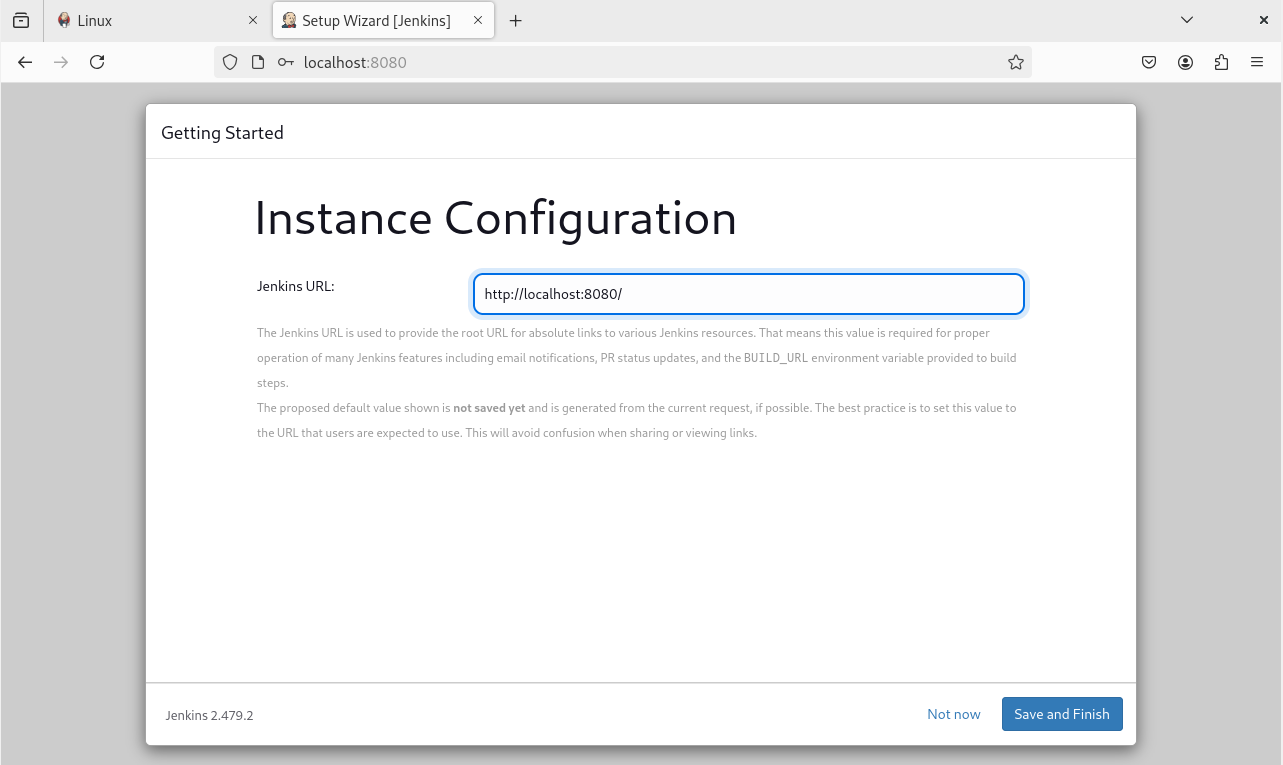 Linux
Setup Wizard [Jenkins]
localhost:8080
Getting Started
Instance Configuration
Jenkins URL:
http://localhost:8080/
The Jenkins URL is used to provide the root URL for absolute links to various Jenkins resources. That means this value is required for proper
operation of many Jenkins features including email notifications, PR status updates, and the BUILD_URL environment variable provided to build
steps.
The proposed default value shown is not saved yet and is generated from the current request, if possible. The best practice is to set this value to
the URL that users are expected to use. This will avoid confusion when sharing or viewing links.
Jenkins 2.479.2
Not now
Save and Finish